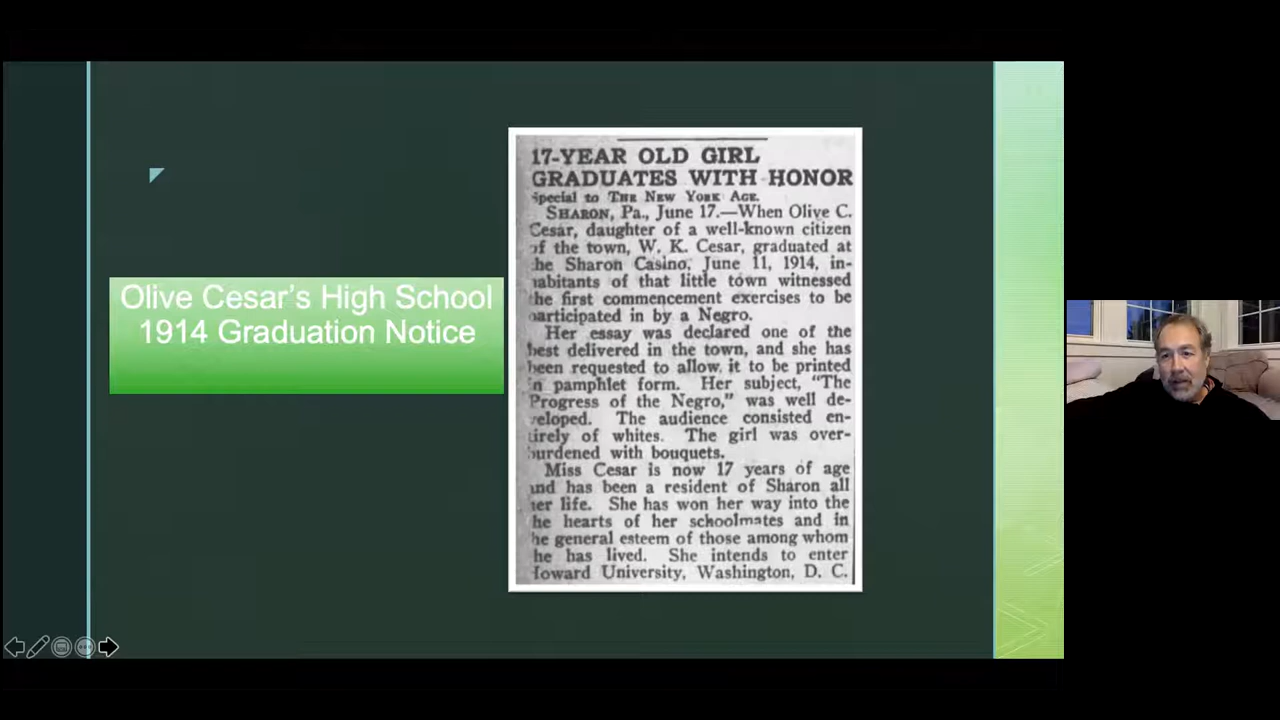 Olive Cesar's High School
1914 Graduation Notice
17-YEAR OLD GIRL
GRADUATES WITH HONOR
Special to THE NEW YORK AGE.
SHARON, Pa., June 17.—When Olive C.
Cesar, daughter of a well-known citizen
of the town, W. K. Cesar, graduated at
he Sharon Casino, June 11, 1914, in-
habitants of that little town witnessed
he first commencement exercises to be
participated in by a Negro.
Her essay was declared one of the
best delivered in the town, and she has
been requested to allow it to be printed
in pamphlet form. Her subject, "The
Progress of the Negro," was well de-
veloped. The audience consisted en-
tirely of whites. The girl was over-
burdened with bouquets.
Miss Cesar is now 17 years of age
and has been a resident of Sharon all
her life. She has won her way into the
he hearts of her schoolmates and in
he general esteem of those among whom
he has lived. She intends to enter
Howard University, Washington, D. C.